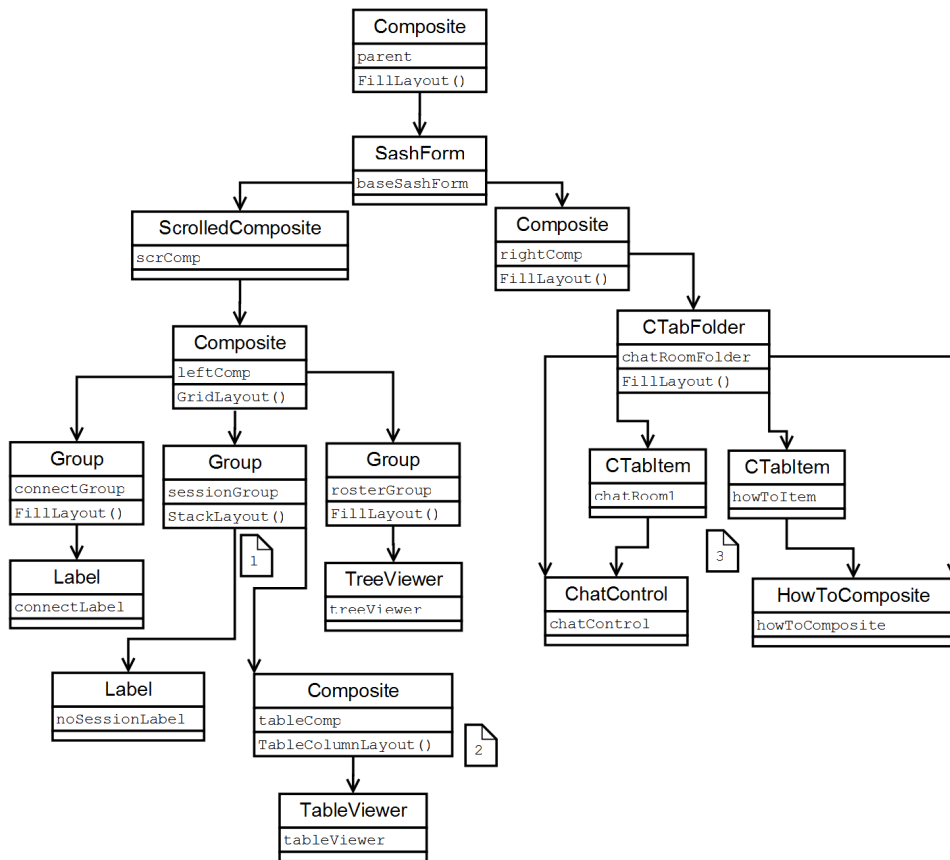 Composite
parent
FillLayout()
SashForm
baseSashForm
ScrolledComposite
scrComp
Composite
rightComp
FillLayout()
Composite
leftComp
GridLayout()
CTabFolder
chatRoomFolder
FillLayout()
Group
connectGroup
FillLayout()
Group
sessionGroup
StackLayout()
Group
rosterGroup
FillLayout()
CTabItem
chatRoom1
CTabItem
howToItem
1
3
Label
connectLabel
TreeViewer
treeViewer
ChatControl
chatControl
HowToComposite
howToComposite
Label
noSessionLabel
Composite
tableComp
TableColumnLayout()
2
TableViewer
tableViewer